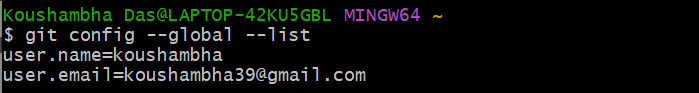 Koushambha Das@LAPTOP-42KU5GBL MINGW64 ~
$ git config --global --list
user.name=koushambha
user.email=koushambha39@gmail.com